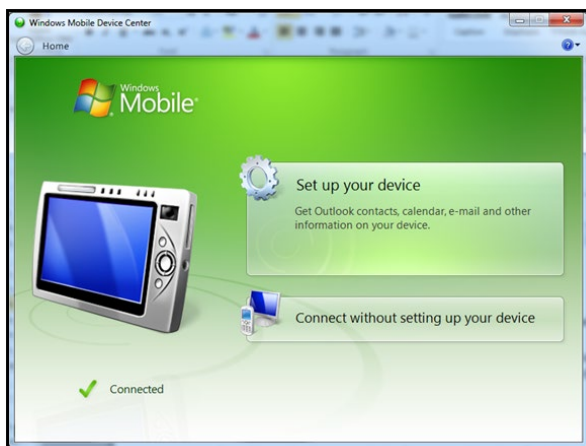 Windows Mobile Device Center
Home
Windows
Mobile
Set up your device
Get Outlook contacts, calendar, e-mail and other
information on your device.
Connect without setting up your device
Connected